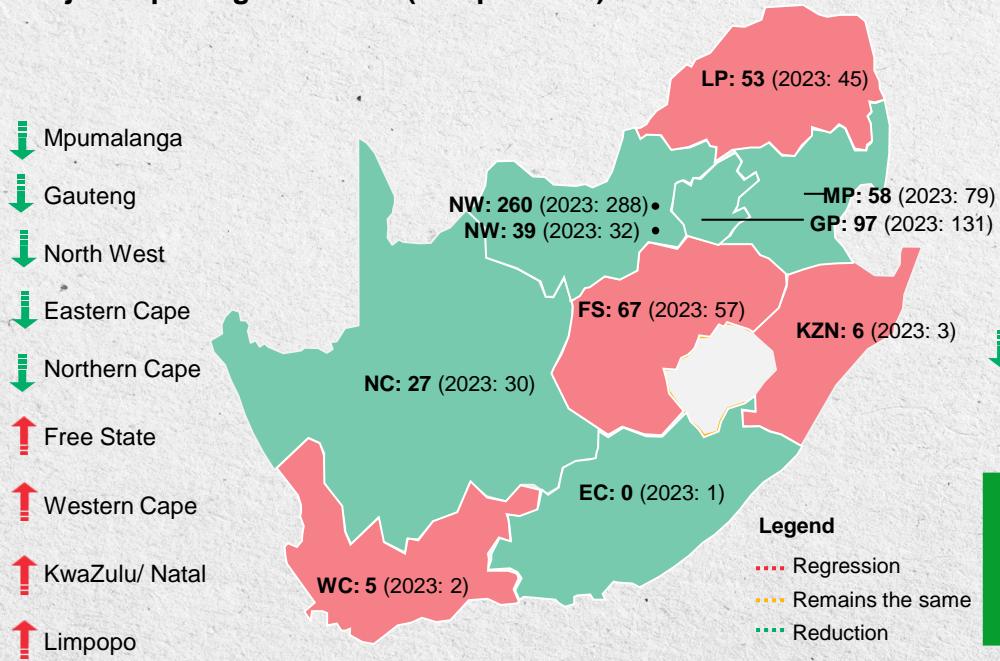 LP: 53 (2023: 45)
Mpumalanga
Gauteng
North West
Eastern Cape
Northern Cape
Free State
Western Cape
KwaZulu/ Natal
Limpopo
NW: 260 (2023: 288)
NW: 39 (2023: 32)
MP: 58 (2023: 79)
GP: 97 (2023: 131)
FS: 67 (2023: 57)
KZN: 6 (2023: 3)
NC: 27 (2023: 30)
EC: 0 (2023: 1)
WC: 5 (2023: 2)
Legend
Regression
Remains the same
Reduction